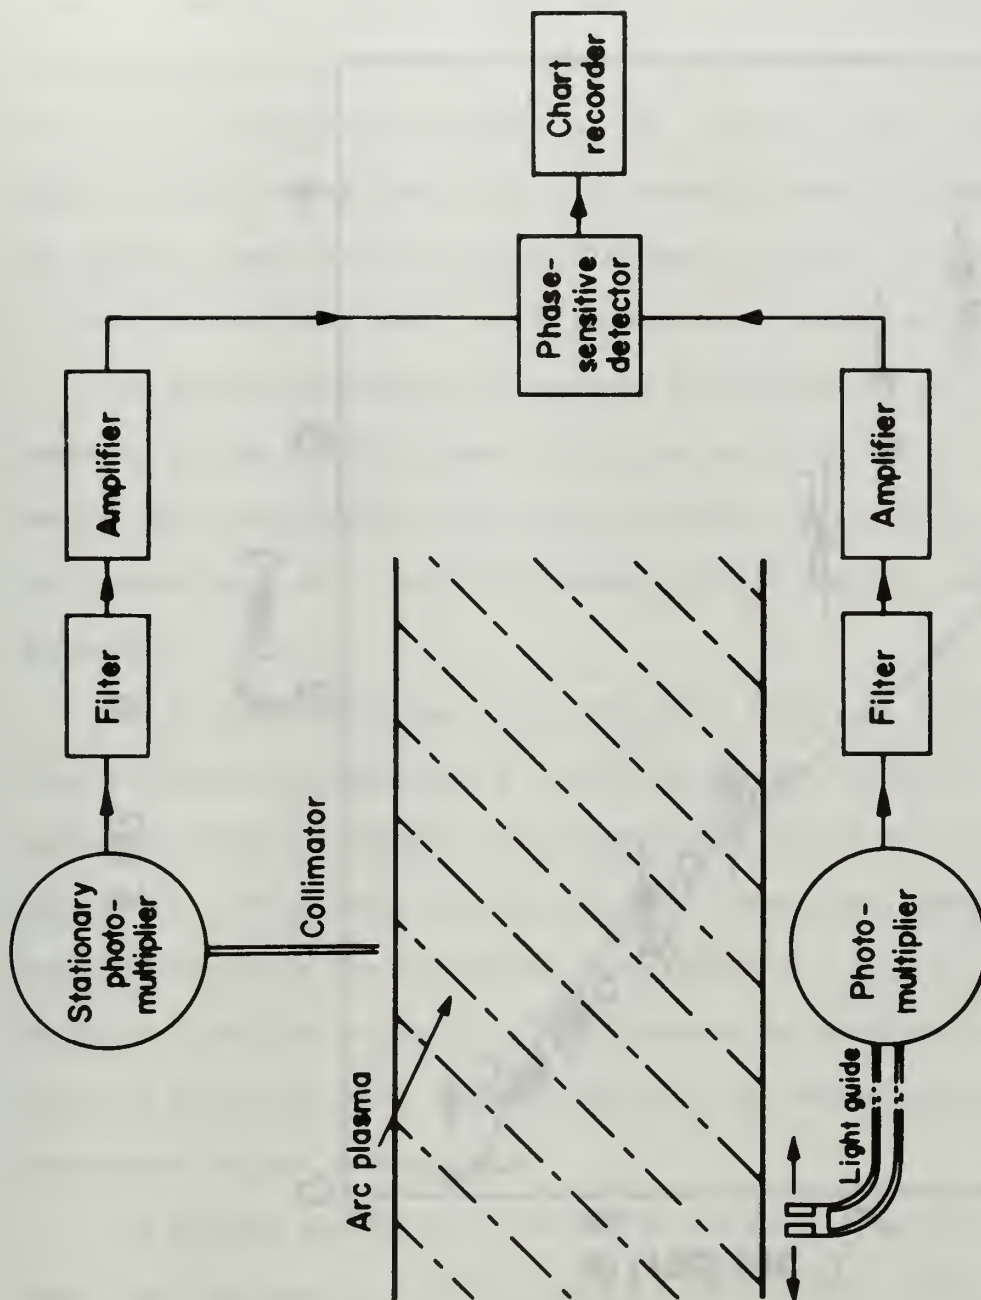 Stationary
photo-
multiplier
Filter
Amplifier
Collimator
Arc plasma
Phase-
sensitive
detector
Chart
recorder
Light guide
Photo-
multiplier
Filter
Amplifier